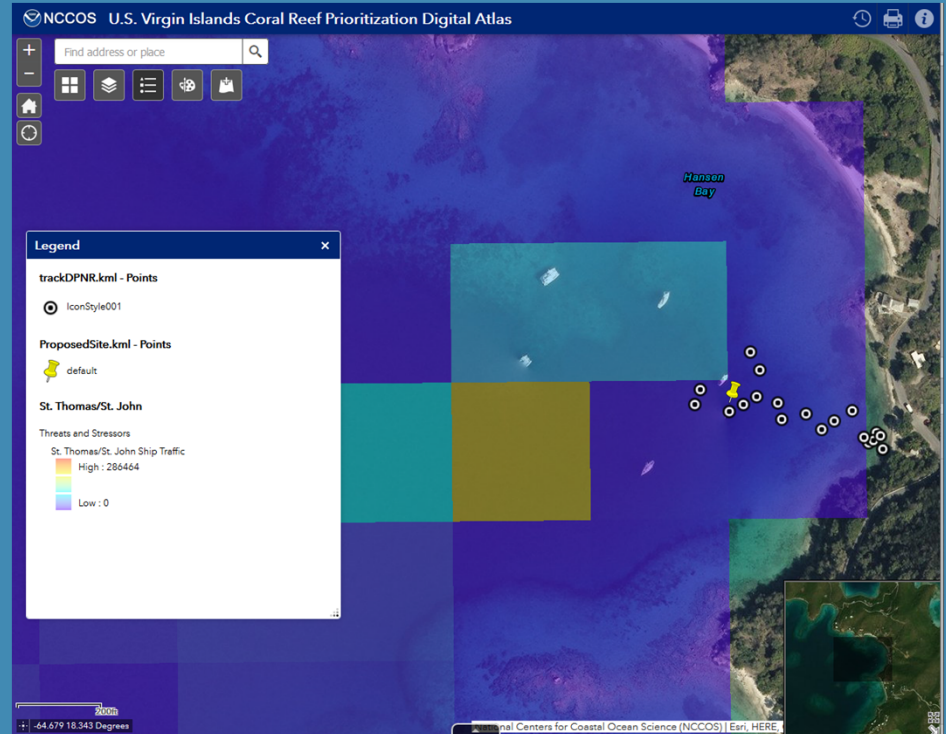 NCCOS U.S. Virgin Islands Coral Reef Prioritization Digital Atlas
Find address or place
Hansen
Bay
Legend
trackDPNR.kml - Points
IconStyle001
ProposedSite.kml - Points
default
St. Thomas/St. John
Threats and Stressors
St. Thomas/St. John Ship Traffic
High : 286464
Low : 0
200ft
-64.679 18.343 Degrees
National Centers for Coastal Ocean Science (NCCOS) | Esri, HERE,